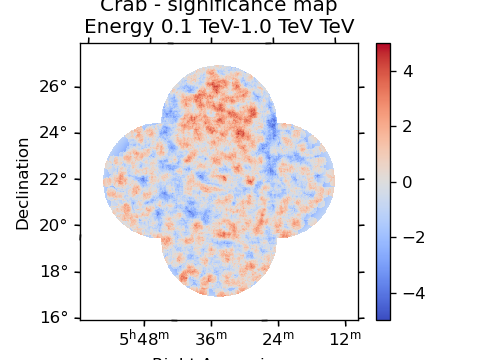 Crab - significance map
Energy 0.1 TeV-1.0 TeV TeV
26°
24°
22°
20°
18°
16°
Declination
5ʰ48ᵐ 36ᵐ 24ᵐ 12ᵐ
4
2
0
−2
−4